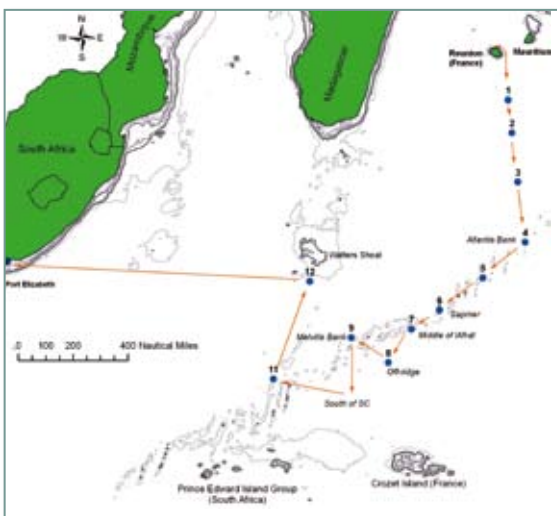 N
W E
S
Mozambique
Madagascar
Reunion
(France)
Mauritius
1
2
South Africa
3
4
Atlantis Bank
Walters Shoal
5
12
Port Elizabeth
6
Sapmer
7
Middle of What
9
Melville Bank
8
Off-ridge
0 100 200 400 Nautical Miles
11
South of SC
Prince Edward Island Group
(South Africa)
Crozet Island (France)